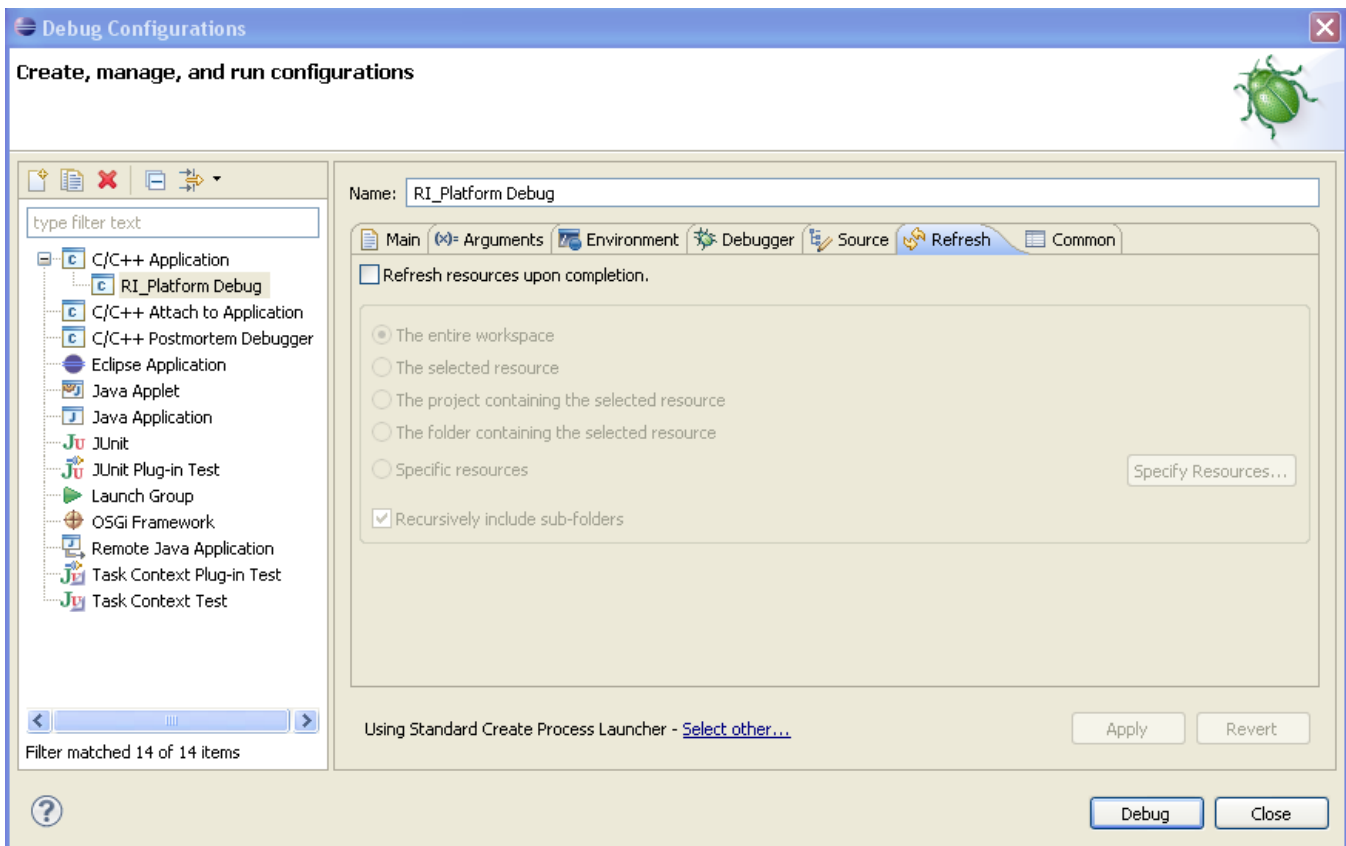 Debug Configurations
Create, manage, and run configurations
type filter text
C/C++ Application
RI_Platform Debug
C/C++ Attach to Application
C/C++ Postmortem Debugger
Eclipse Application
Java Applet
Java Application
JUnit
JUnit Plug-in Test
Launch Group
OSGi Framework
Remote Java Application
Task Context Plug-in Test
Task Context Test
Filter matched 14 of 14 items
Name: RI_Platform Debug
Main (x)= Arguments Environment Debugger Source Refresh Common
Refresh resources upon completion.
The entire workspace
The selected resource
The project containing the selected resource
The folder containing the selected resource
Specific resources Specify Resources...
Recursively include sub-folders
Using Standard Create Process Launcher - Select other... Apply Revert
Debug Close